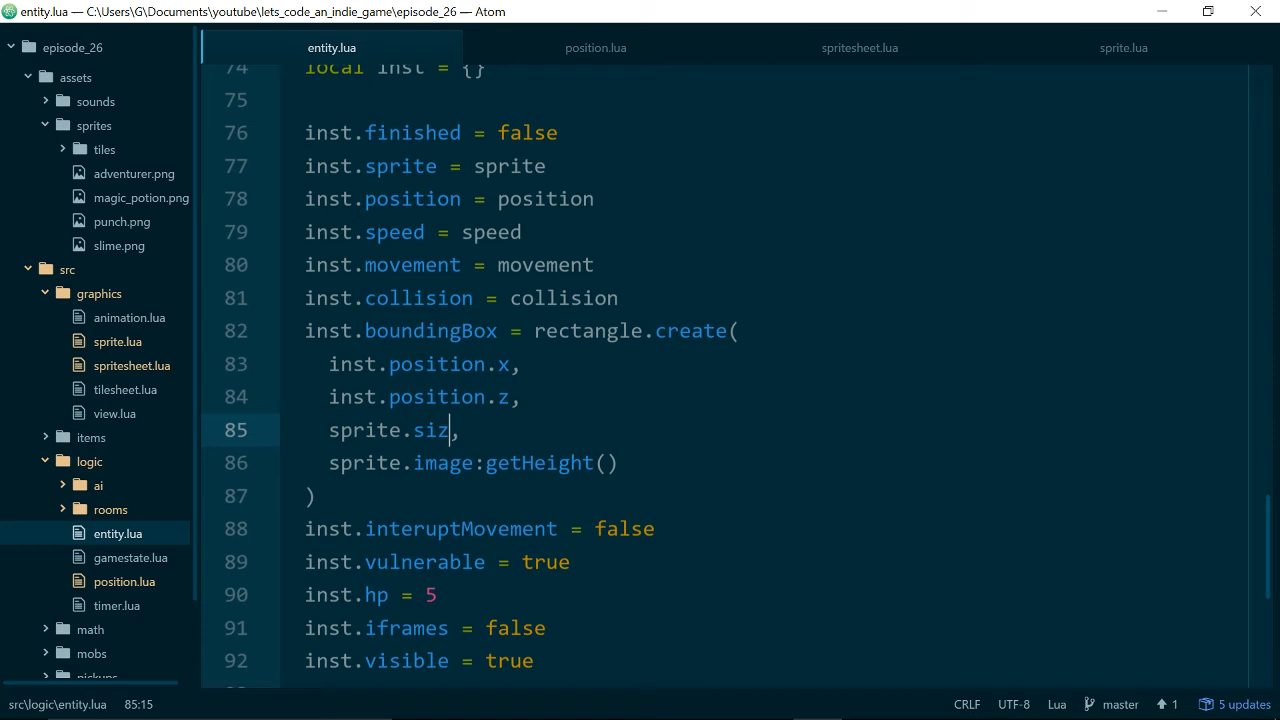 entity.lua — C:\Users\G\Documents\youtube\lets_code_an_indie_game\episode_26 — Atom
episode_26
assets
sounds
sprites
tiles
adventurer.png
magic_potion.png
punch.png
slime.png
src
graphics
animation.lua
sprite.lua
spritesheet.lua
tilesheet.lua
view.lua
items
logic
ai
rooms
entity.lua
gamestate.lua
position.lua
timer.lua
math
mobs
pickups
entity.lua position.lua spritesheet.lua sprite.lua
74 local inst = {}
75
76 inst.finished = false
77 inst.sprite = sprite
78 inst.position = position
79 inst.speed = speed
80 inst.movement = movement
81 inst.collision = collision
82 inst.boundingBox = rectangle.create(
83 inst.position.x,
84 inst.position.z,
85 sprite.siz,
86 sprite.image:getHeight()
87 )
88 inst.interuptMovement = false
89 inst.vulnerable = true
90 inst.hp = 5
91 inst.iframes = false
92 inst.visible = true
src\logic\entity.lua 85:15 CRLF UTF-8 Lua master 1 5 updates